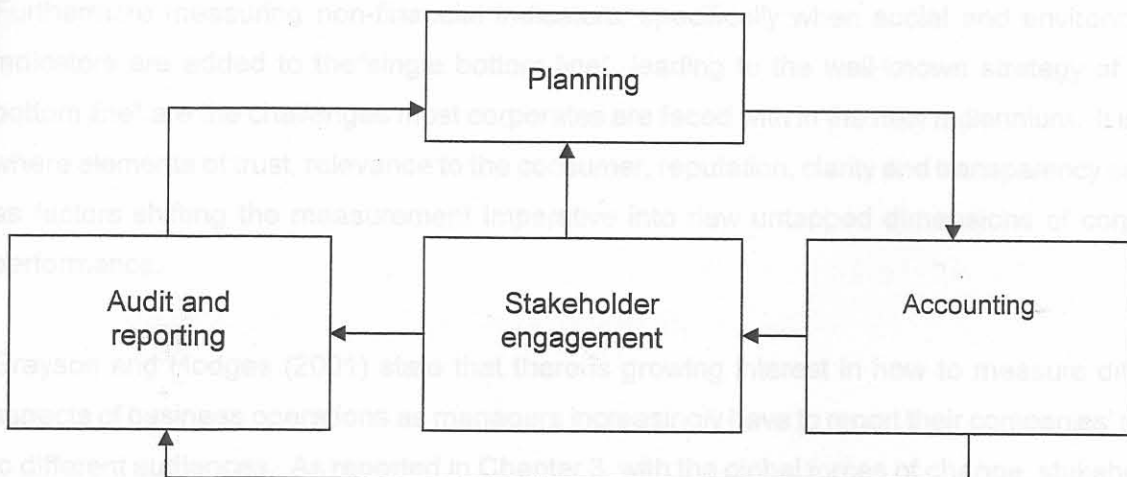 Furthermore measuring non-financial indicators, specifically when social and
indicators are added to the single bottom line", leading to the well-known strategy of
bottom line" are the challenges most corporates are faced with in the new millennium.
where elements of trust, relevance to the consumer, reputation, clarity and transparency
as factors shifting the measurement imperative into new untapped dimensions of
performance.
Planning
Audit and
reporting
Stakeholder
engagement
Accounting
Grayson and Hodges (2001) state that there is growing interest in how to measure
aspects of business operations as managers increasingly have to report their companies'
to different audiences. As reported in Chapter 3, with the global forces of change,